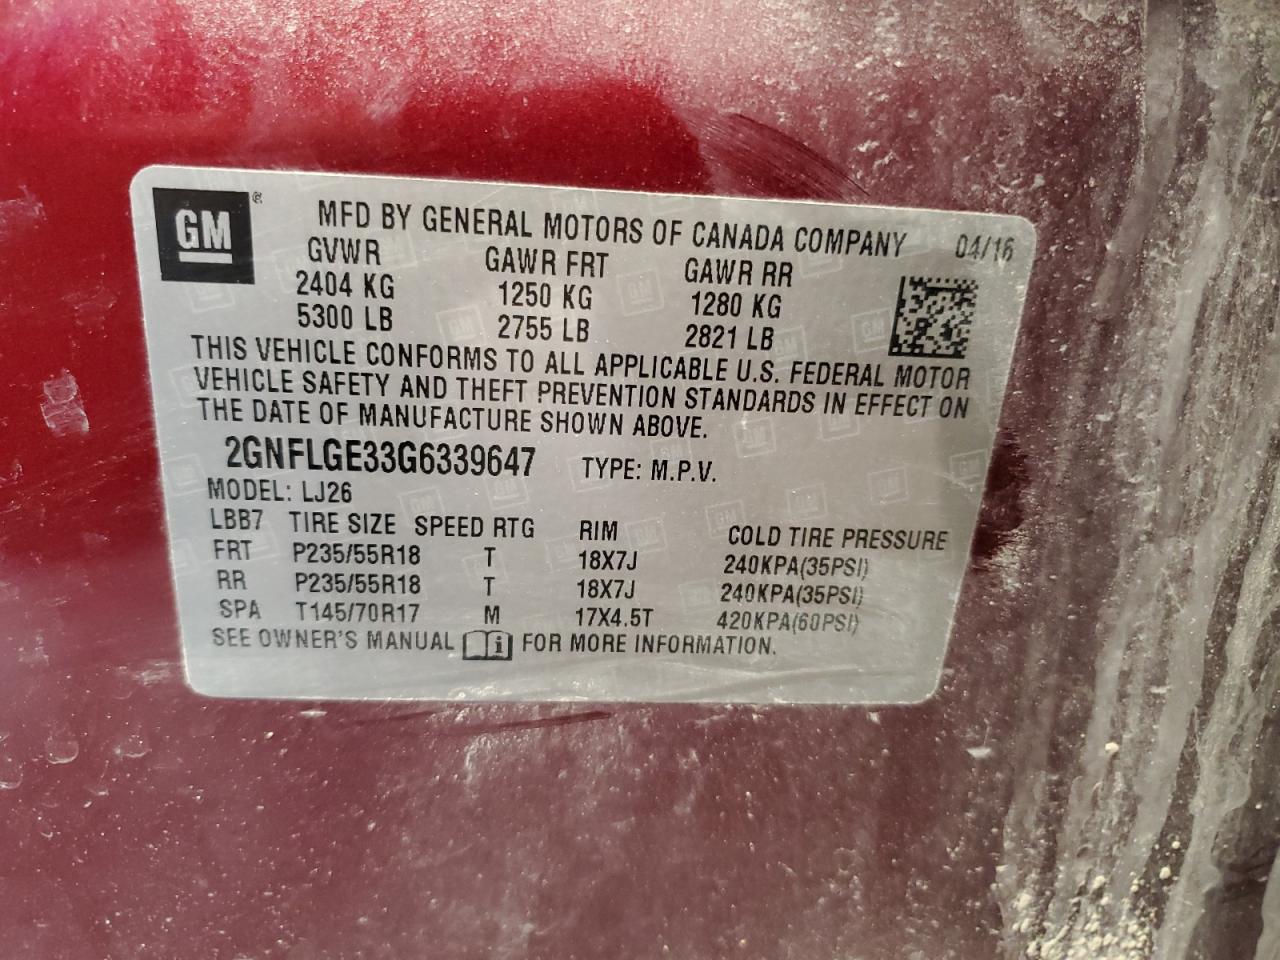 GM ®
MFD BY GENERAL MOTORS OF CANADA COMPANY 04/16
GVWR GAWR FRT GAWR RR
2404 KG 1250 KG 1280 KG
5300 LB 2755 LB 2821 LB
THIS VEHICLE CONFORMS TO ALL APPLICABLE U.S. FEDERAL MOTOR
VEHICLE SAFETY AND THEFT PREVENTION STANDARDS IN EFFECT ON
THE DATE OF MANUFACTURE SHOWN ABOVE.
2GNFLGE33G6339647 TYPE: M.P.V.
MODEL: LJ26
LBB7 TIRE SIZE SPEED RTG RIM COLD TIRE PRESSURE
FRT P235/55R18 T 18X7J 240KPA(35PSI)
RR P235/55R18 T 18X7J 240KPA(35PSI)
SPA T145/70R17 M 17X4.5T 420KPA(60PSI)
SEE OWNER'S MANUAL i FOR MORE INFORMATION.